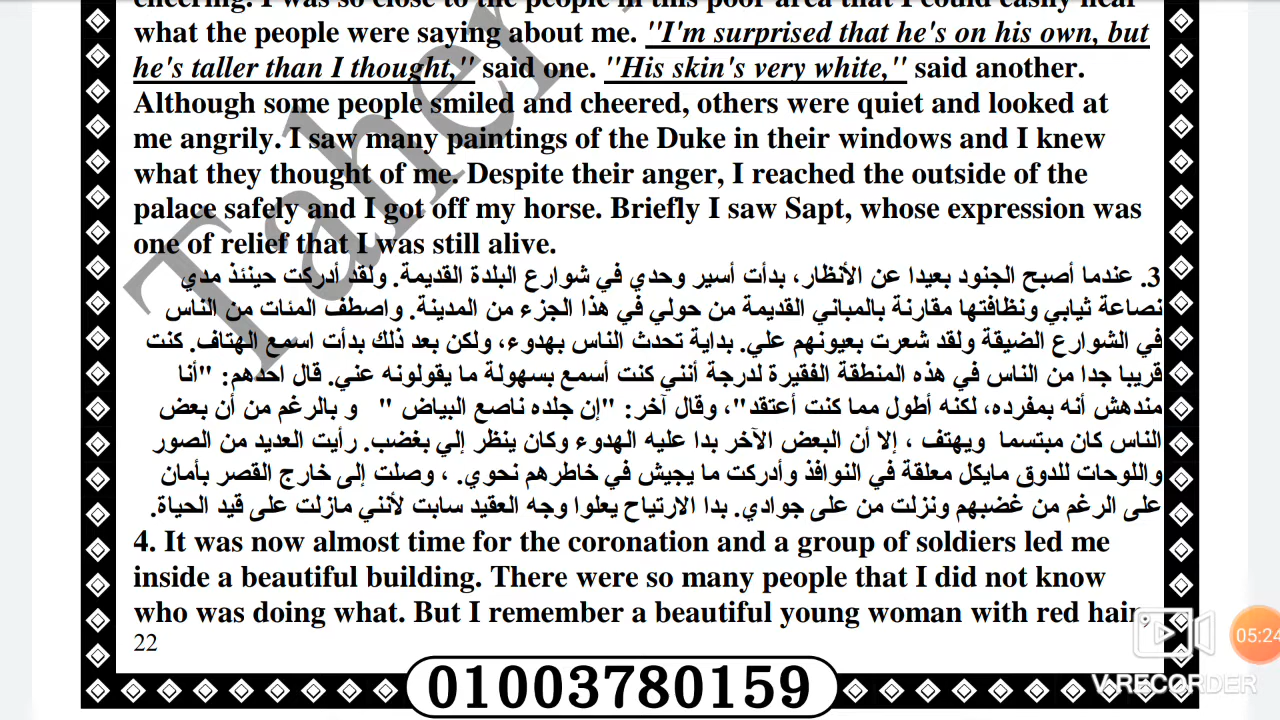 cheering. I was so close to the people in this poor area that I could easily hear
what the people were saying about me. "I'm surprised that he's on his own, but
he's taller than I thought," said one. "His skin's very white," said another.
Although some people smiled and cheered, others were quiet and looked at
me angrily. I saw many paintings of the Duke in their windows and I knew
what they thought of me. Despite their anger, I reached the outside of the
palace safely and I got off my horse. Briefly I saw Sapt, whose expression was
one of relief that I was still alive.
3. عندما أصبح الجنود بعيدا عن الأنظار، بدأت أسير وحدي في شوارع البلدة القديمة. ولقد أدركت حينئذ مدي
نصاعة ثيابي ونظافتها مقارنة بالمباني القديمة من حولي في هذا الجزء من المدينة. واصطف المئات من الناس
في الشوارع الضيقة ولقد شعرت بعيونهم علي. بداية تحدث الناس بهدوء، ولكن بعد ذلك بدأت اسمع الهتاف. كنت
قريبا جدا من الناس في هذه المنطقة الفقيرة لدرجة أنني كنت أسمع بسهولة ما يقولونه عني. قال احدهم: "أنا
مندهش أنه بمفرده، لكنه أطول مما كنت أعتقد"، وقال آخر: "إن جلده ناصع البياض " و بالرغم من أن بعض
الناس كان مبتسما ويهتف ، إلا أن البعض الآخر بدا عليه الهدوء وكان ينظر إلي بغضب. رأيت العديد من الصور
واللوحات للدوق مايكل معلقة في النوافذ وأدركت ما يجيش في خاطرهم نحوي. ، وصلت إلى خارج القصر بأمان
على الرغم من غضبهم ونزلت من على جوادي. بدا الارتياح يعلوا وجه العقيد سابت لأنني مازلت على قيد الحياة.
4. It was now almost time for the coronation and a group of soldiers led me
inside a beautiful building. There were so many people that I did not know
who was doing what. But I remember a beautiful young woman with red hair,
22
01003780159
Taher
05:24
V RECORDER